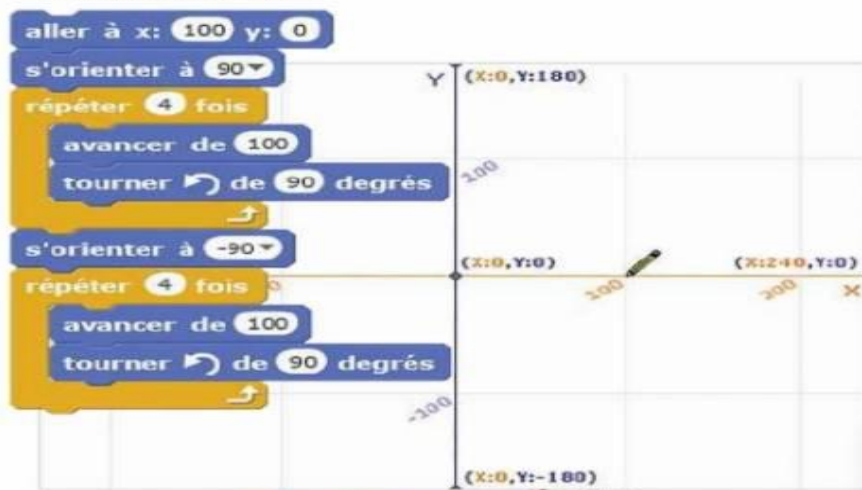 aller à x: 100 y: 0
s'orienter à 90
répéter 4 fois
avancer de 100
tourner de 90 degrés
s'orienter à -90
répéter 4 fois
avancer de 100
tourner de 90 degrés
Y (X:0,Y:180)
100
(X:0,Y:0) (X:240,Y:0)
100 200 X
-100
(X:0,Y:-180)